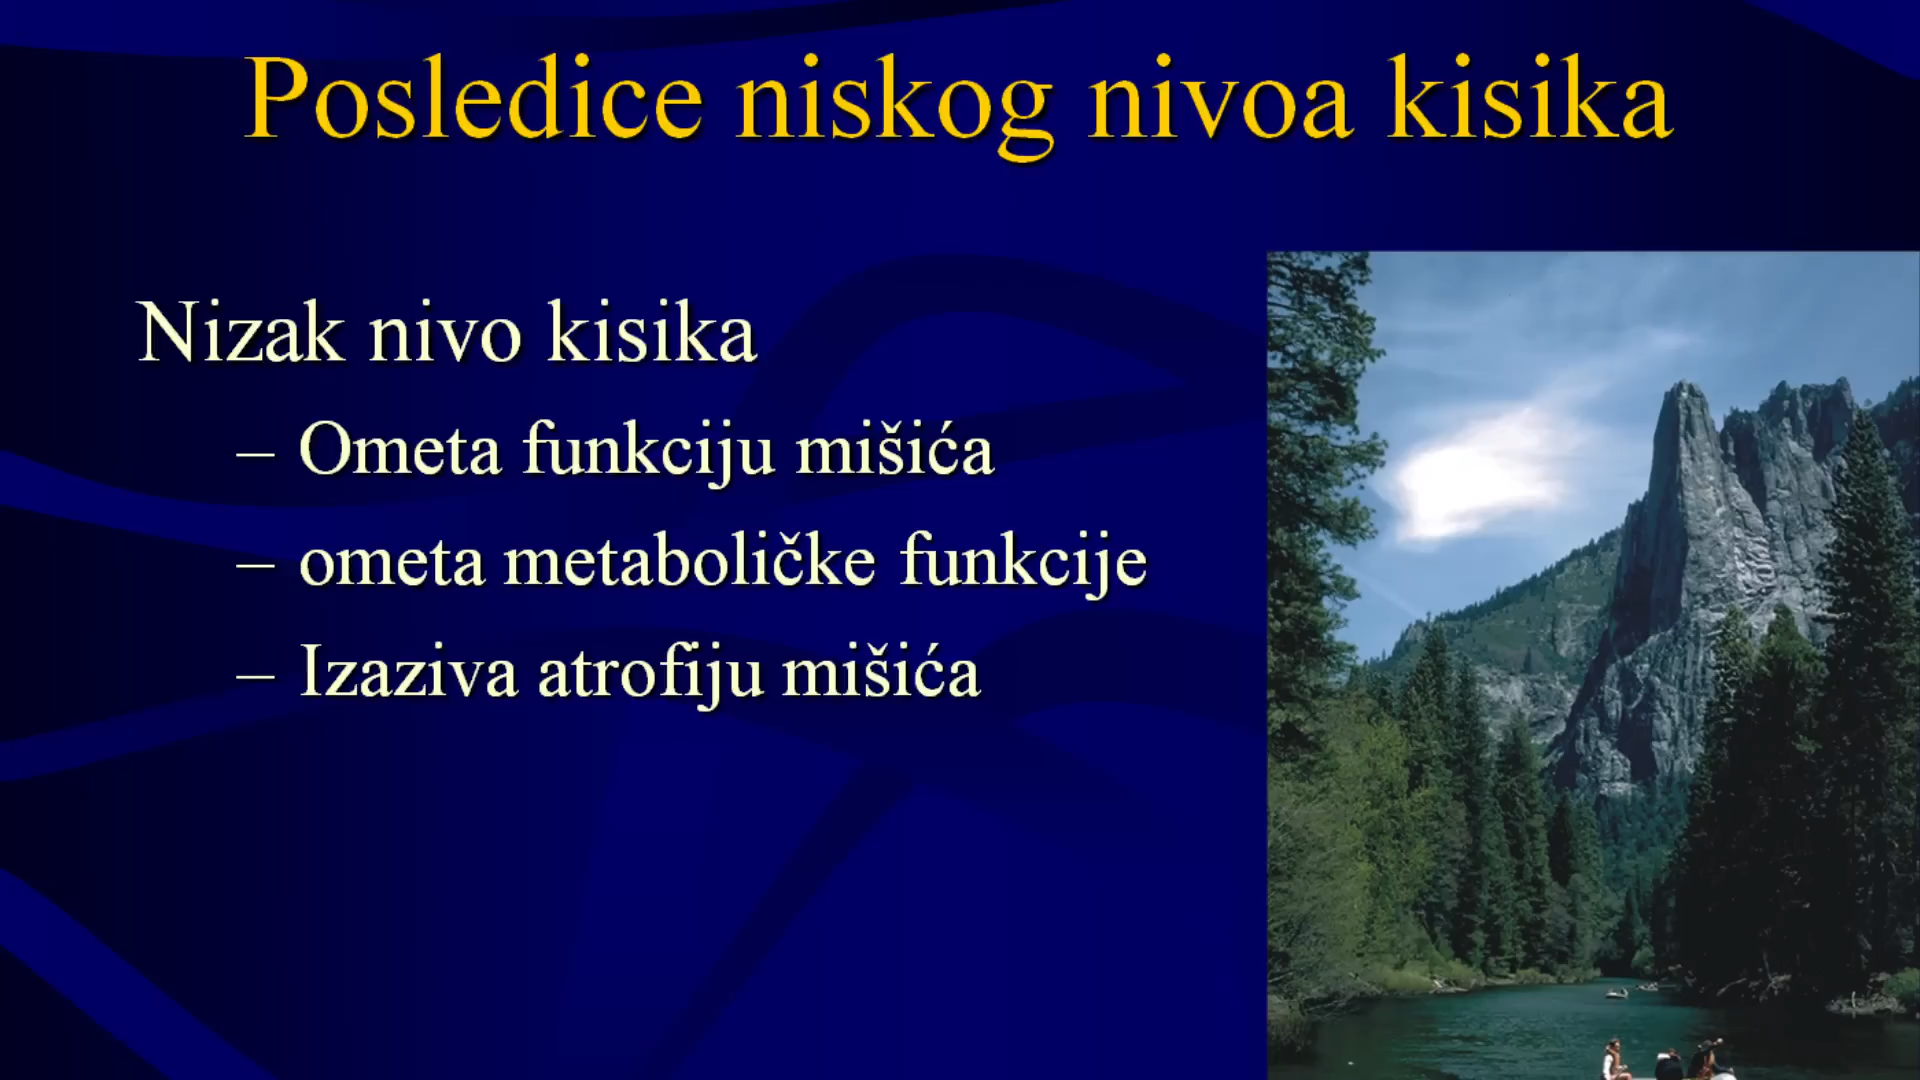 Posledice niskog nivoa kisika
Nizak nivo kisika
– Ometa funkciju mišića
– ometa metaboličke funkcije
– Izaziva atrofiju mišića